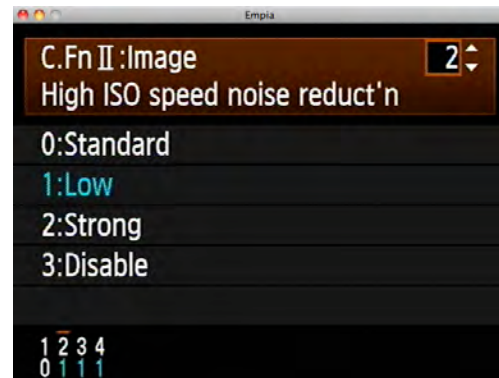 Empia
C.Fn II:Image 2
High ISO speed noise reduct'n
0:Standard
1:Low
2:Strong
3:Disable
1 2 3 4
0 1 1 1